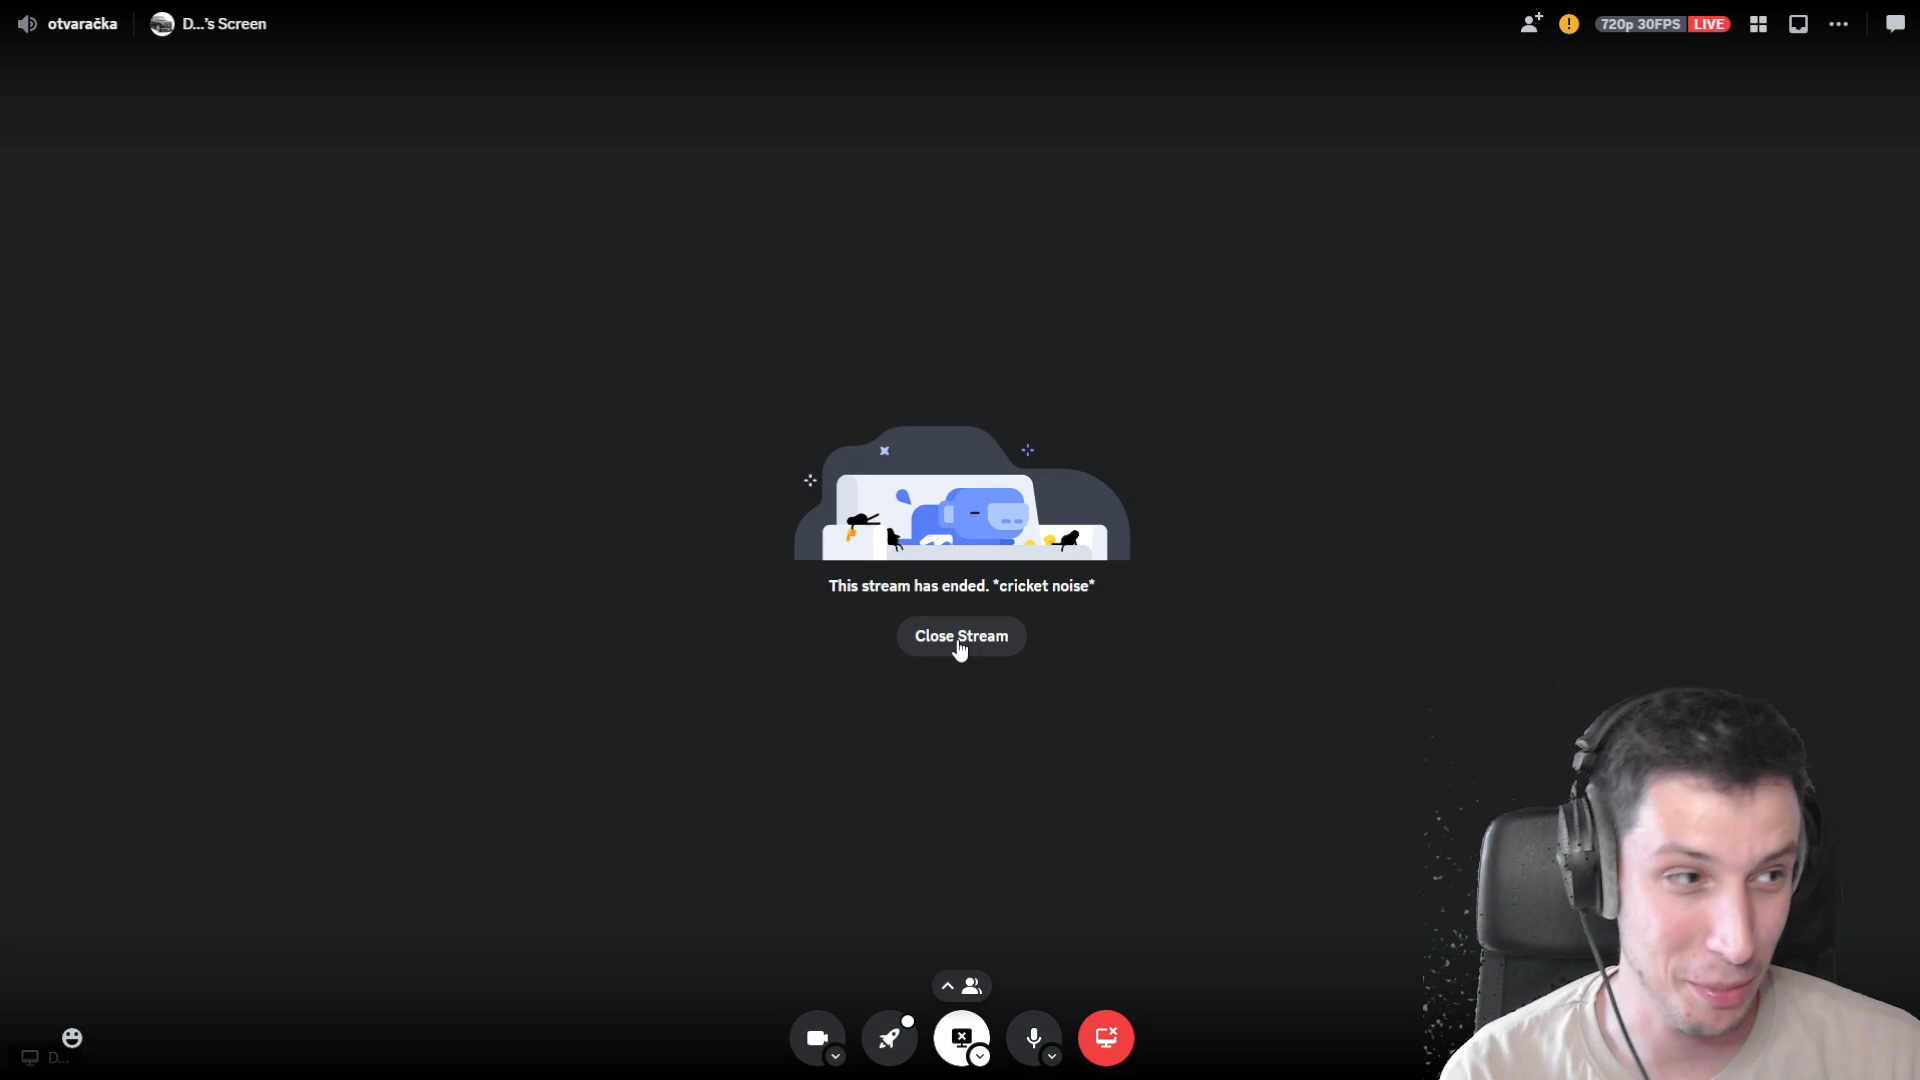 otvaračka
D...'s Screen
720p 30FPS LIVE
This stream has ended. *cricket noise*
Close Stream
D...